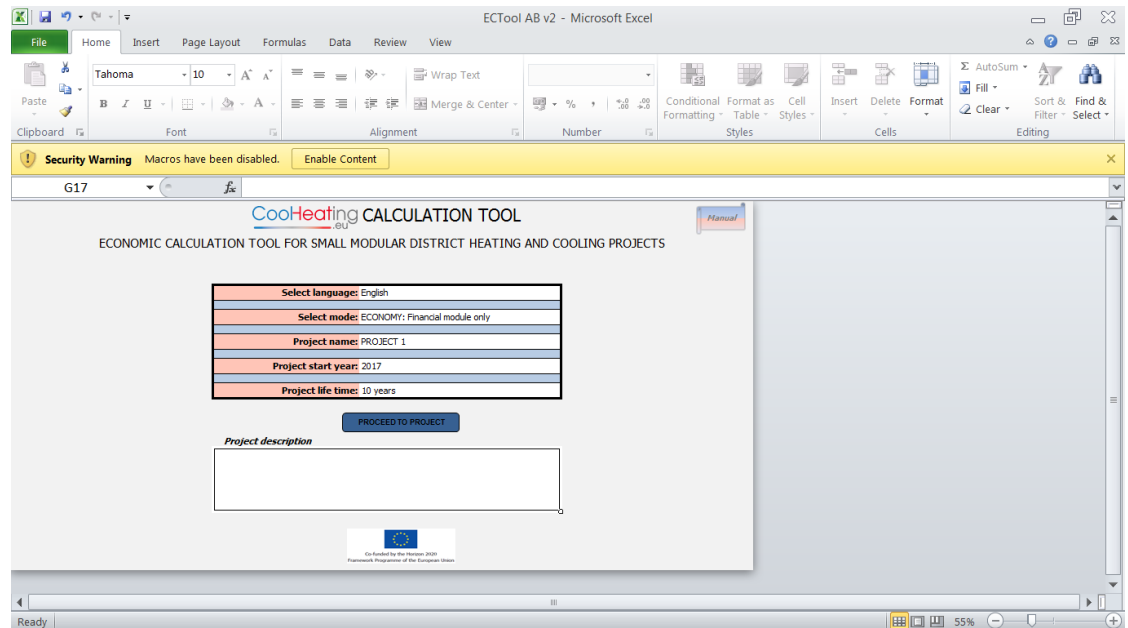 ECTool AB v2 - Microsoft Excel
File Home Insert Page Layout Formulas Data Review View
Paste
Clipboard
Tahoma 10 A A
B I U A
Font
Wrap Text
Merge & Center
Alignment
% , .0 .00 .00 .0
Number
Conditional Formatting
Format as Table
Cell Styles
Styles
Insert Delete Format
Cells
Σ AutoSum
Fill
Clear
Sort & Filter
Find & Select
Editing
Security Warning Macros have been disabled. Enable Content
G17 fx
CooHeating.eu CALCULATION TOOL
Manual
ECONOMIC CALCULATION TOOL FOR SMALL MODULAR DISTRICT HEATING AND COOLING PROJECTS
Select language: English
Select mode: ECONOMY: Financial module only
Project name: PROJECT 1
Project start year: 2017
Project life time: 10 years
PROCEED TO PROJECT
Project description
Co-funded by the Horizon 2020
Framework Programme of the European Union
Ready 55%